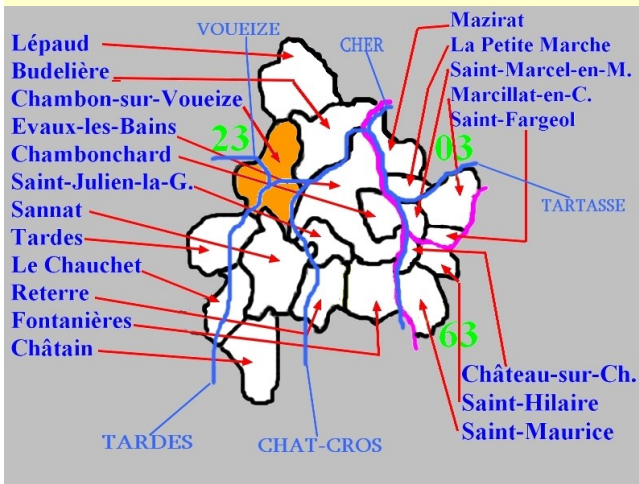 VOUEIZE
CHER
Lépaud
Budelière
Chambon-sur-Voueize
Evaux-les-Bains
Chambonchard
Saint-Julien-la-G.
Sannat
Tardes
Le Chauchet
Reterre
Fontanières
Châtain
Mazirat
La Petite Marche
Saint-Marcel-en-M.
Marcillat-en-C.
Saint-Fargeol
23
03
63
TARTASSE
Château-sur-Ch.
Saint-Hilaire
Saint-Maurice
TARDES
CHAT-CROS